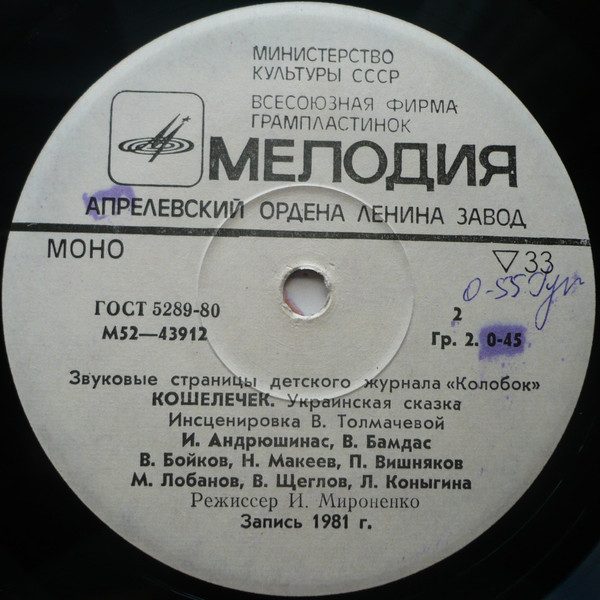 МИНИСТЕРСТВО
КУЛЬТУРЫ СССР
ВСЕСОЮЗНАЯ ФИРМА
ГРАМПЛАСТИНОК
МЕЛОДИЯ
АПРЕЛЕВСКИЙ ОРДЕНА ЛЕНИНА ЗАВОД
МОНО
▽ 33
0-55
ГОСТ 5289-80
2
М52—43912
Гр. 2. 0-45
Звуковые страницы детского журнала «Колобок»
КОШЕЛЕЧЕК. Украинская сказка
Инсценировка В. Толмачевой
И. Андрюшинас, В. Бамдас
В. Бойков, Н. Макеев, П. Вишняков
М. Лобанов, В. Щеглов, Л. Коныгина
Режиссер И. Мироненко
Запись 1981 г.